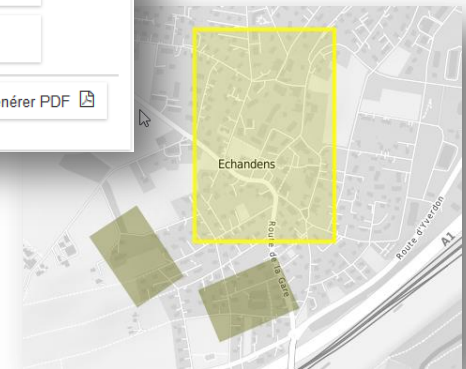 nérer PDF
Echandens
Route de la Gare
Route d'Yverdon
A1